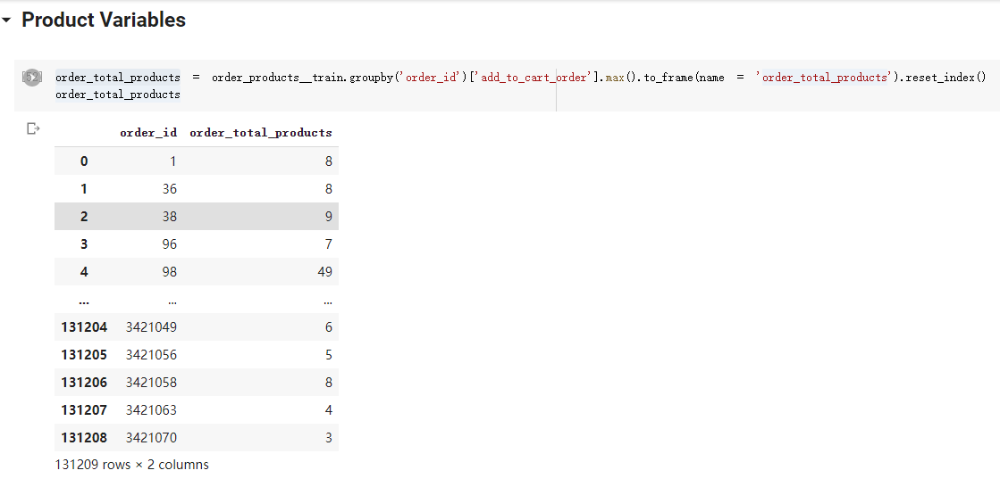 Product Variables
order_total_products = order_products__train.groupby('order_id')['add_to_cart_order'].max().to_frame(name = 'order_total_products').reset_index()
order_total_products
order_id order_total_products
0 1 8
1 36 8
2 38 9
3 96 7
4 98 49
... ... ...
131204 3421049 6
131205 3421056 5
131206 3421058 8
131207 3421063 4
131208 3421070 3
131209 rows × 2 columns